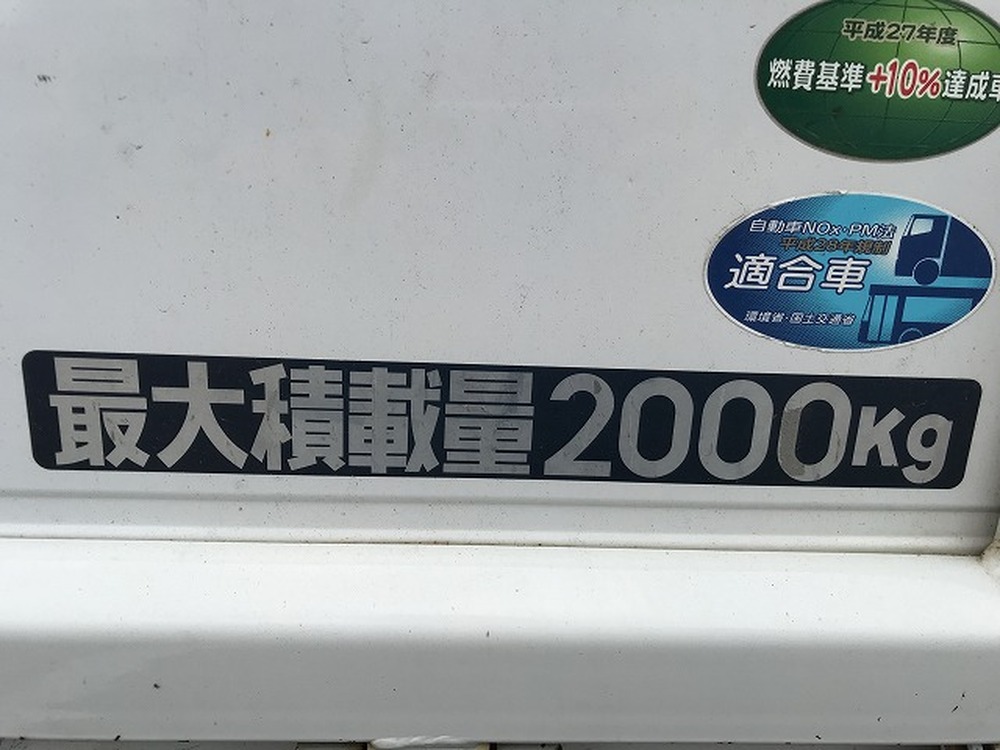 平成27年度
燃費基準+10%達成車
自動車NOx・PM法
平成28年規制
適合車
環境省・国土交通省
最大積載量2000Kg